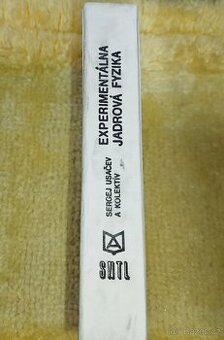 EXPERIMENTÁLNA
JADROVÁ FYZIKA
SERGEJ USAČEV
A KOLEKTÍV
SNTL